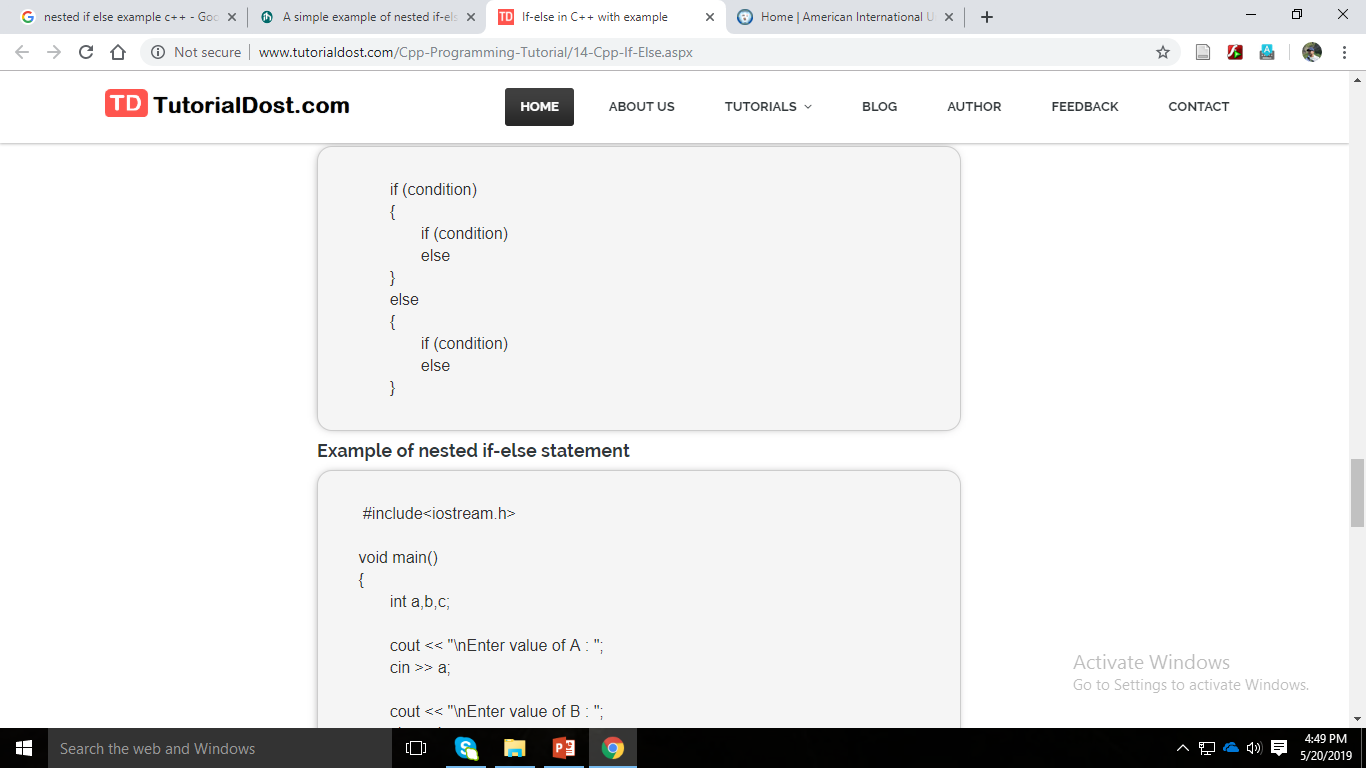 nested if else example c++ - Goo
A simple example of nested if-els
TD If-else in C++ with example
Home | American International U
Not secure | www.tutorialdost.com/Cpp-Programming-Tutorial/14-Cpp-If-Else.aspx
TD TutorialDost.com
HOME ABOUT US TUTORIALS BLOG AUTHOR FEEDBACK CONTACT
if (condition)
{
if (condition)
else
}
else
{
if (condition)
else
}
Example of nested if-else statement
#include<iostream.h>
void main()
{
int a,b,c;
cout << "\nEnter value of A : ";
cin >> a;
cout << "\nEnter value of B : ";
Activate Windows
Go to Settings to activate Windows.
Search the web and Windows
4:49 PM
5/20/2019